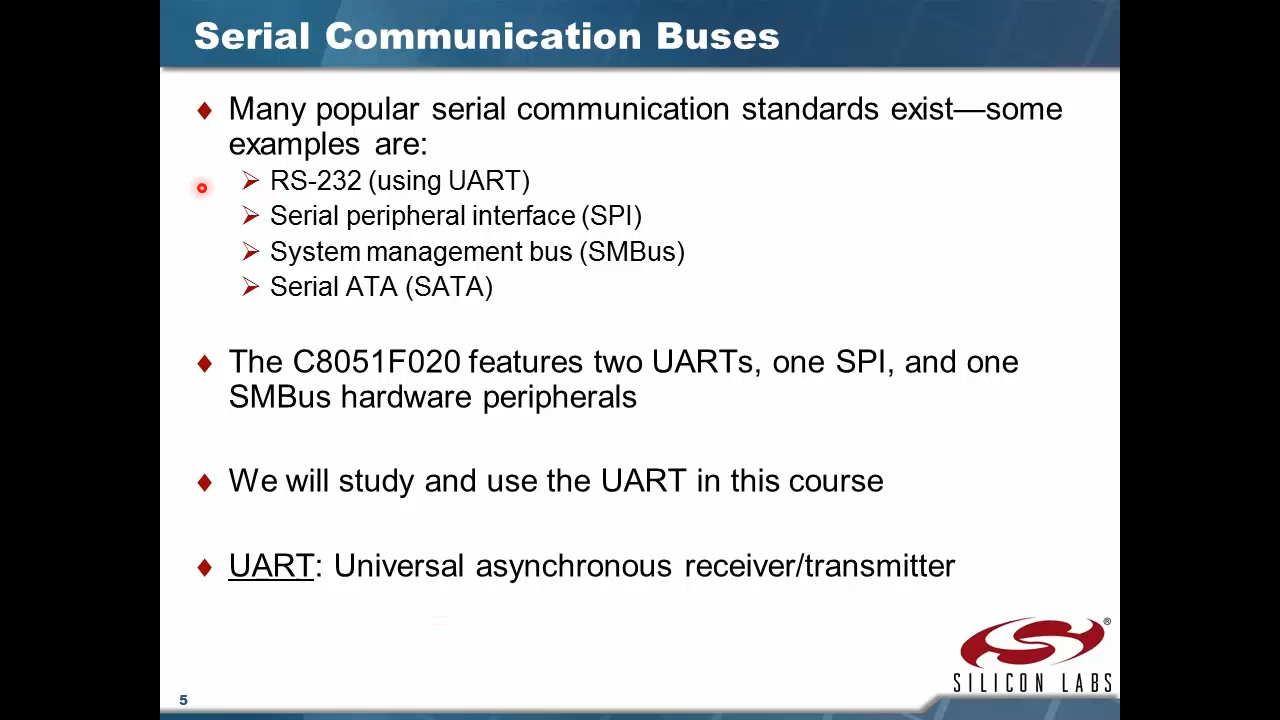 Serial Communication Buses
Many popular serial communication standards exist—some
examples are:
RS-232 (using UART)
Serial peripheral interface (SPI)
System management bus (SMBus)
Serial ATA (SATA)
The C8051F020 features two UARTs, one SPI, and one
SMBus hardware peripherals
We will study and use the UART in this course
UART: Universal asynchronous receiver/transmitter
®
SILICON LABS
5